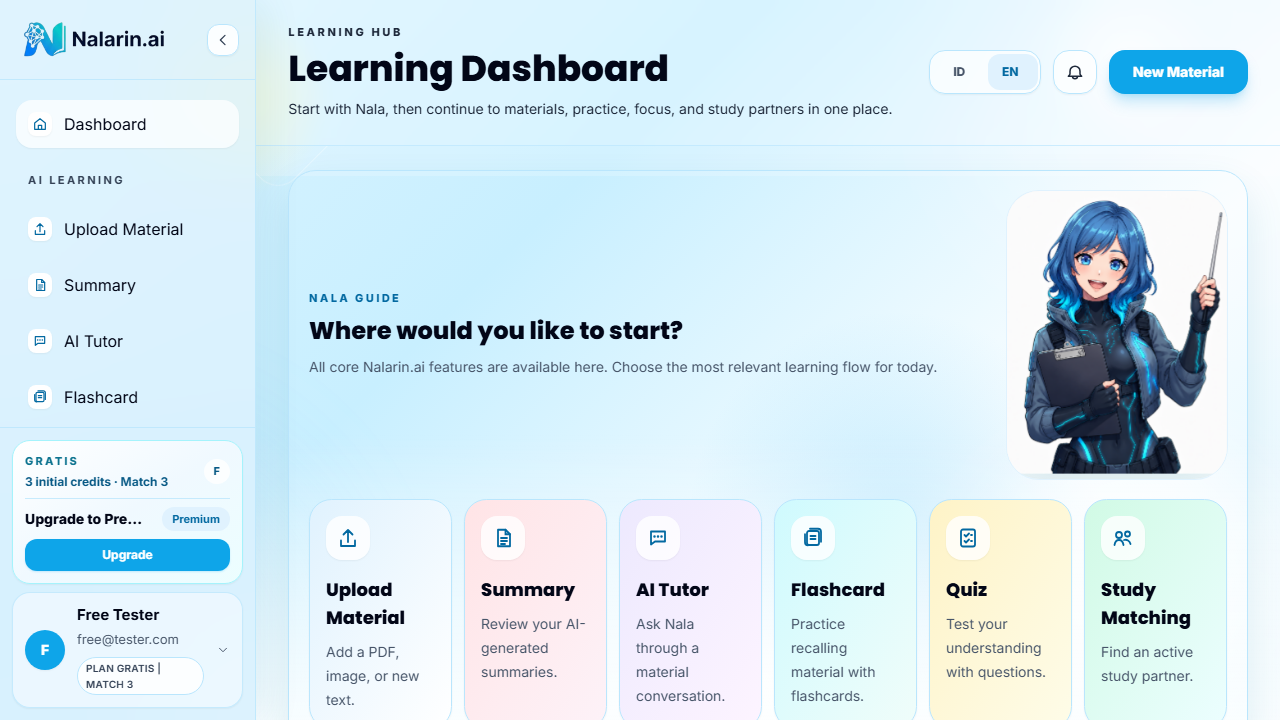 Nalarin.ai
Dashboard
AI LEARNING
Upload Material
Summary
AI Tutor
Flashcard
GRATIS
3 initial credits · Match 3
F
Upgrade to Pre...
Premium
Upgrade
F
Free Tester
free@tester.com
PLAN GRATIS |
MATCH 3
LEARNING HUB
Learning Dashboard
Start with Nala, then continue to materials, practice, focus, and study partners in one place.
ID
EN
New Material
NALA GUIDE
Where would you like to start?
All core Nalarin.ai features are available here. Choose the most relevant learning flow for today.
Upload
Material
Add a PDF,
image, or new
text.
Summary
Review your AI-
generated
summaries.
AI Tutor
Ask Nala
through a
material
conversation.
Flashcard
Practice
recalling
material with
flashcards.
Quiz
Test your
understanding
with questions.
Study
Matching
Find an active
study partner.